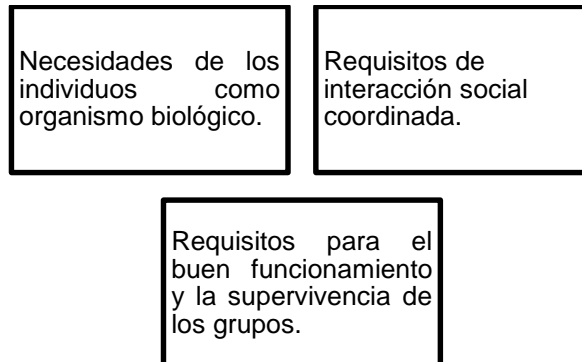 Necesidades de los
individuos como
organismo biológico.
Requisitos de
interacción social
coordinada.
Requisitos para el
buen funcionamiento
y la supervivencia de
los grupos.